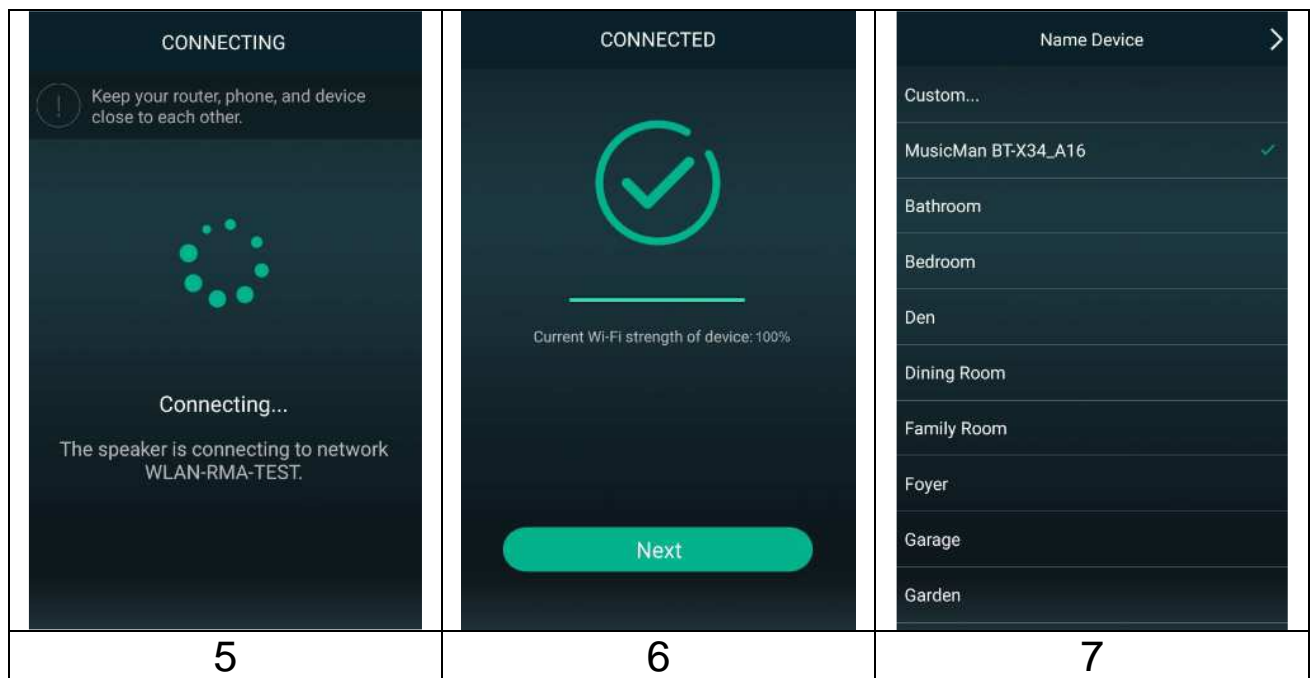 CONNECTING
!
Keep your router, phone, and device
close to each other.
Connecting...
The speaker is connecting to network
WLAN-RMA-TEST.
5
CONNECTED
Current Wi-Fi strength of device: 100%
Next
6
Name Device
Custom...
MusicMan BT-X34_A16
Bathroom
Bedroom
Den
Dining Room
Family Room
Foyer
Garage
Garden
7